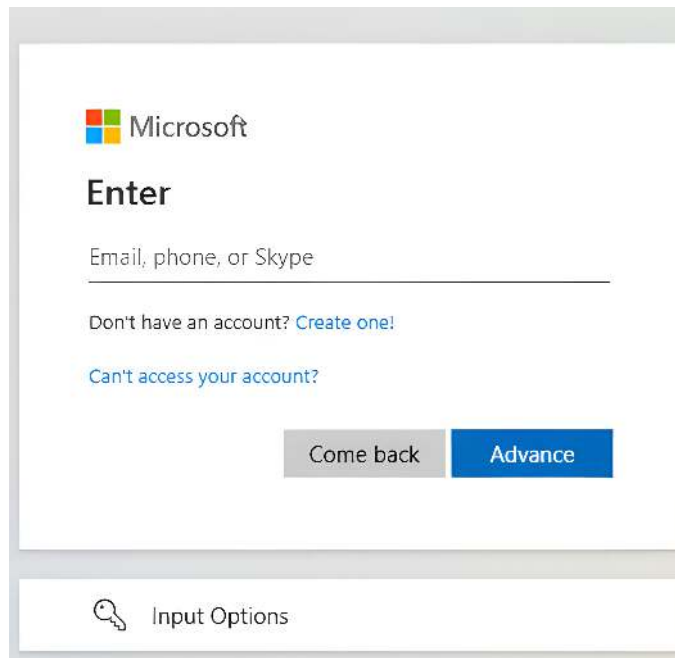 Microsoft
Enter
Email, phone, or Skype
Don't have an account? Create one!
Can't access your account?
Come back Advance
Input Options